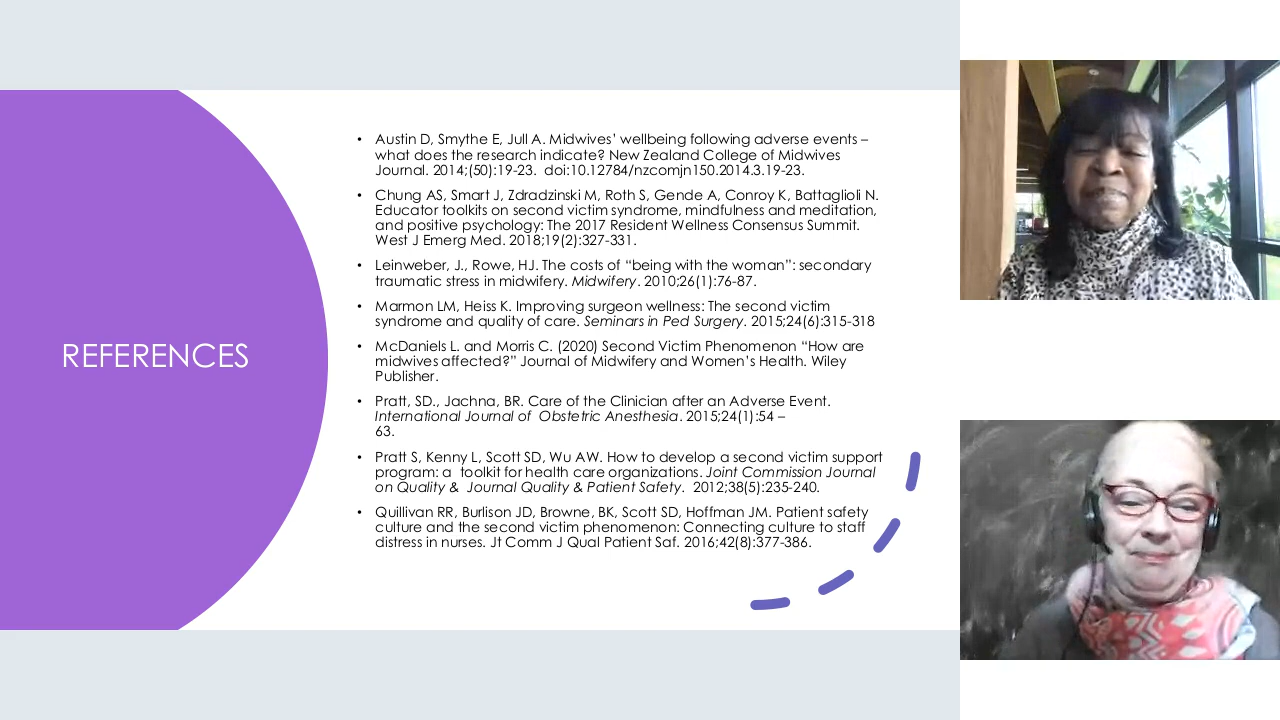 REFERENCES
• Austin D, Smythe E, Jull A. Midwives’ wellbeing following adverse events –
what does the research indicate? New Zealand College of Midwives
Journal. 2014;(50):19-23. doi:10.12784/nzcomjn150.2014.3.19-23.
• Chung AS, Smart J, Zdradzinski M, Roth S, Gende A, Conroy K, Battaglioli N.
Educator toolkits on second victim syndrome, mindfulness and meditation,
and positive psychology: The 2017 Resident Wellness Consensus Summit.
West J Emerg Med. 2018;19(2):327-331.
• Leinweber, J., Rowe, HJ. The costs of “being with the woman”: secondary
traumatic stress in midwifery. Midwifery. 2010;26(1):76-87.
• Marmon LM, Heiss K. Improving surgeon wellness: The second victim
syndrome and quality of care. Seminars in Ped Surgery. 2015;24(6):315-318
• McDaniels L. and Morris C. (2020) Second Victim Phenomenon “How are
midwives affected?” Journal of Midwifery and Women’s Health. Wiley
Publisher.
• Pratt, SD., Jachna, BR. Care of the Clinician after an Adverse Event.
International Journal of Obstetric Anesthesia. 2015;24(1):54 –
63.
• Pratt S, Kenny L, Scott SD, Wu AW. How to develop a second victim support
program: a toolkit for health care organizations. Joint Commission Journal
on Quality & Journal Quality & Patient Safety. 2012;38(5):235-240.
• Quillivan RR, Burlison JD, Browne, BK, Scott SD, Hoffman JM. Patient safety
culture and the second victim phenomenon: Connecting culture to staff
distress in nurses. Jt Comm J Qual Patient Saf. 2016;42(8):377-386.